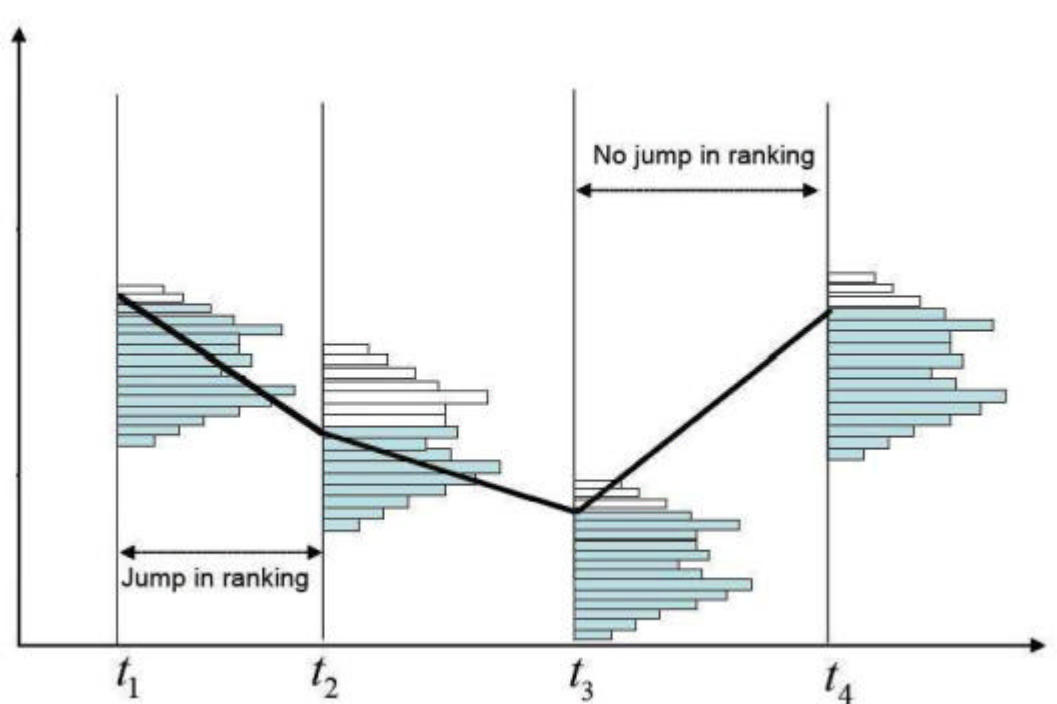 No jump in ranking
Jump in ranking
t₁ t₂ t₃ t₄